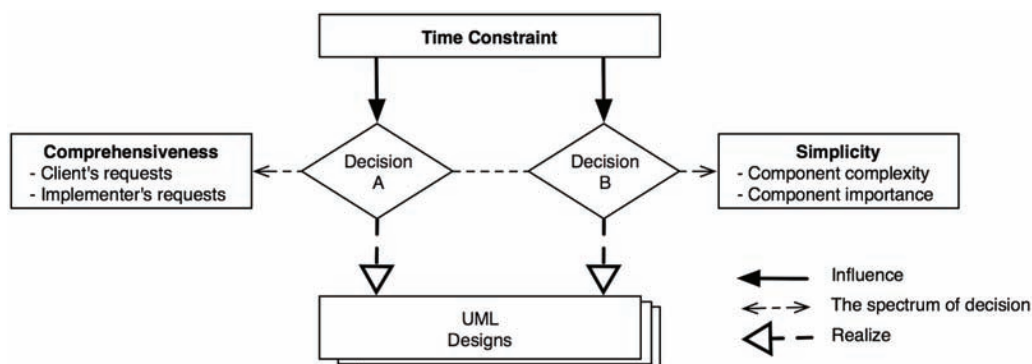 Time Constraint
Comprehensiveness
- Client's requests
- Implementer's requests
Decision
A
Decision
B
Simplicity
- Component complexity
- Component importance
UML
Designs
Influence
The spectrum of decision
Realize